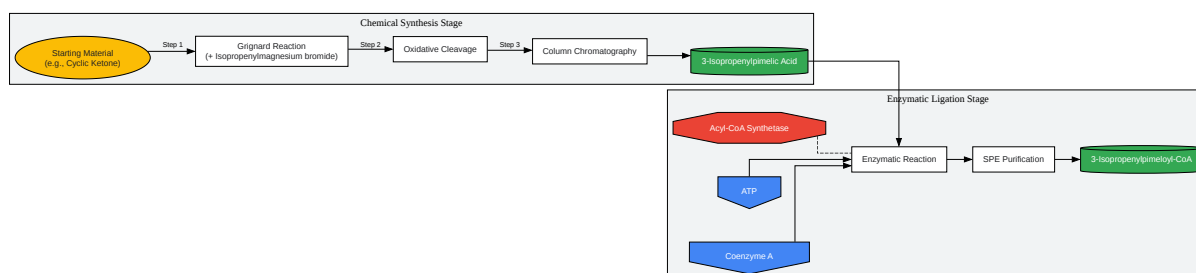 Chemical Synthesis Stage
Starting Material
(e.g., Cyclic Ketone)
Step 1
Grignard Reaction
(+ Isopropenylmagnesium bromide)
Step 2
Oxidative Cleavage
Step 3
Column Chromatography
3-Isopropenylpimelic Acid
Enzymatic Ligation Stage
Acyl-CoA Synthetase
Enzymatic Reaction
SPE Purification
3-Isopropenylpimeloyl-CoA
ATP
Coenzyme A